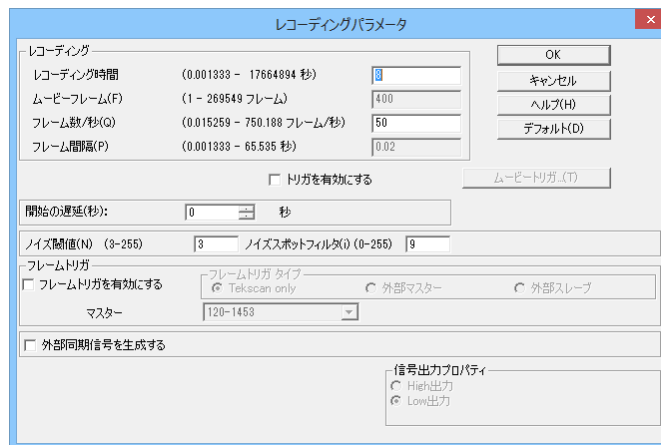 レコーディングパラメータ
レコーディング
レコーディング時間 (0.001333 - 17664894 秒) 8
ムービーフレーム(F) (1 - 269549 フレーム) 400
フレーム数/秒(Q) (0.015259 - 750.188 フレーム/秒) 50
フレーム間隔(P) (0.001333 - 65.535 秒) 0.02
OK
キャンセル
ヘルプ(H)
デフォルト(D)
トリガを有効にする
ムービートリガ...(T)
開始の遅延(秒): 0 秒
ノイズ閾値(N) (3-255) 3 ノイズスポットフィルタ(i) (0-255) 9
フレームトリガ
フレームトリガを有効にする
フレームトリガ タイプ
Tekscan only 外部マスター 外部スレーブ
マスター 120-1453
外部同期信号を生成する
信号出力プロパティ
High出力
Low出力